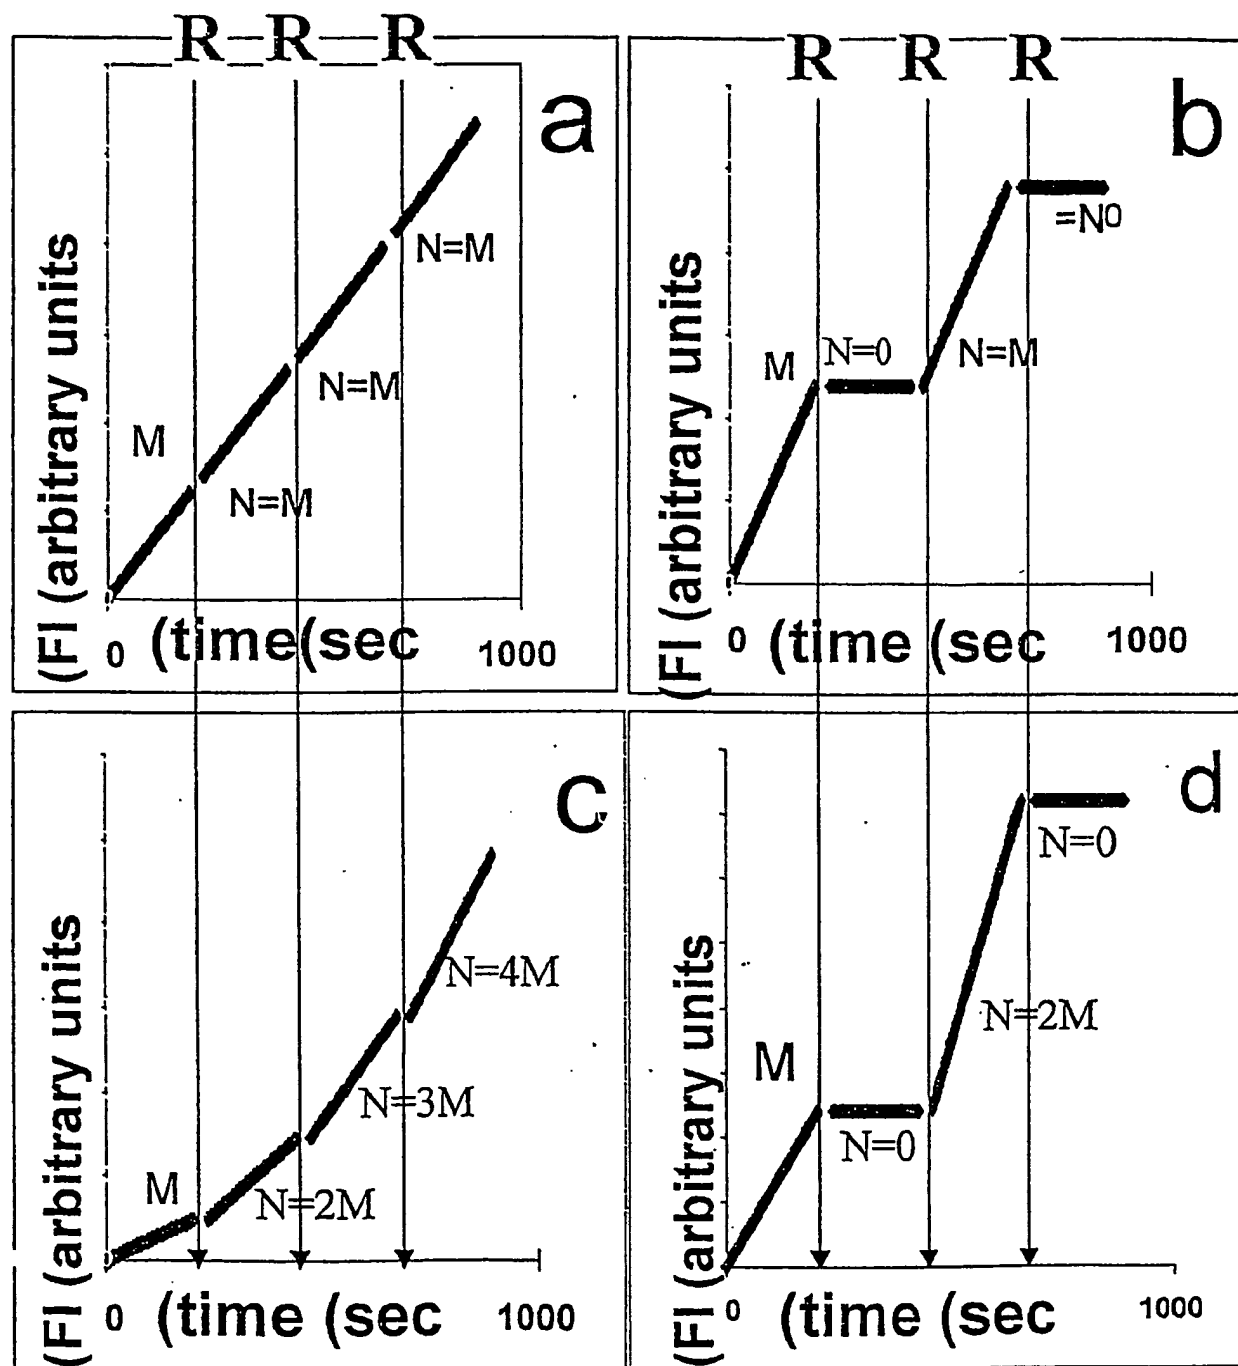 R R R
a
(FI (arbitrary units
M
N=M
N=M
N=M
0 (time(sec 1000
R R R
b
(FI (arbitrary units
M
N=0
N=M
=N0
0 (time (sec 1000
c
(FI (arbitrary units
M
N=2M
N=3M
N=4M
0 (time (sec 1000
d
(FI (arbitrary units
M
N=0
N=2M
N=0
0 (time (sec 1000